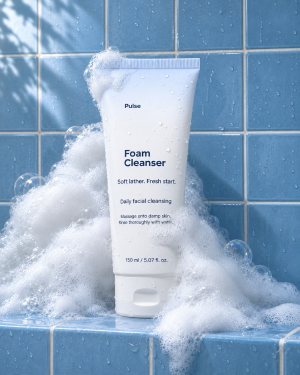 Pulse
Foam
Cleanser
Soft lather. Fresh start.
Daily facial cleansing
Massage onto damp skin.
Rinse thoroughly with water.
150 ml / 5.07 fl. oz.